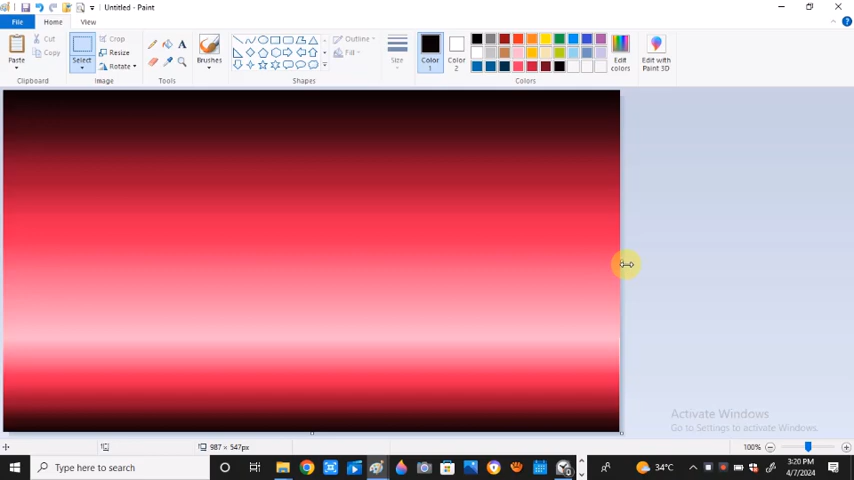 Untitled - Paint
File Home View
Paste
Cut
Copy
Clipboard
Select
Crop
Resize
Rotate
Image
A
Tools
Brushes
Outline
Fill
Shapes
Size
Color
1
Color
2
Edit
colors
Colors
Edit with
Paint 3D
Activate Windows
Go to Settings to activate Windows.
987 × 547px
100%
Type here to search
34°C
3:20 PM
4/7/2024